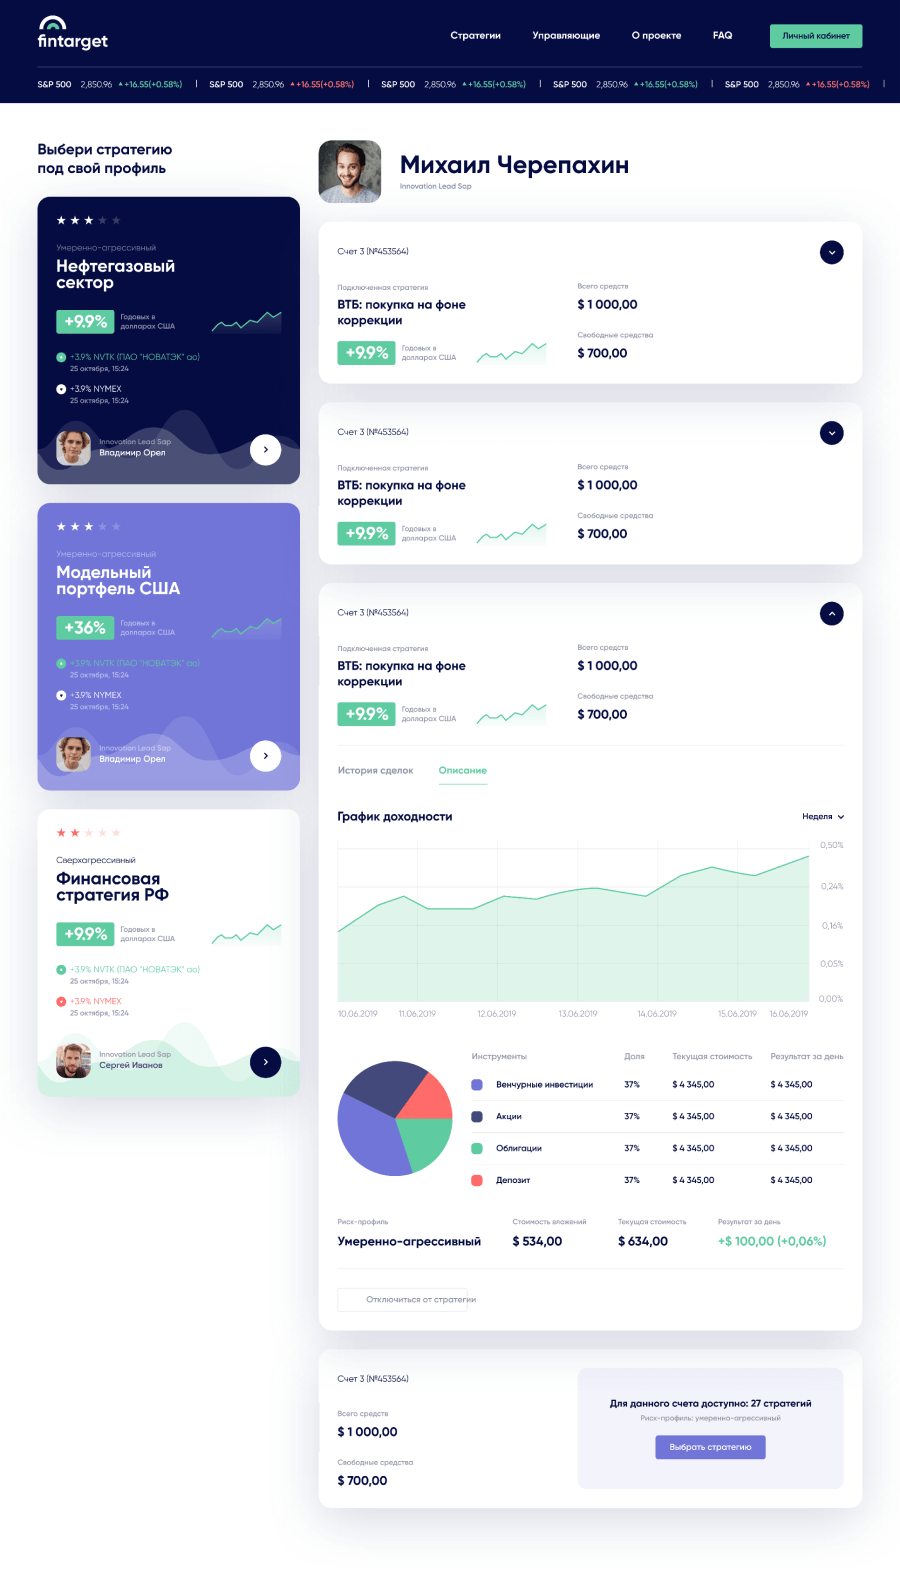 fintarget
Стратегии Управляющие О проекте FAQ Личный кабинет
S&P 500 2,850.96 +16.55(+0.58%) S&P 500 2,850.96 +16.55(+0.58%) S&P 500 2,850.96 +16.55(+0.58%) S&P 500 2,850.96 +16.55(+0.58%) S&P 500 2,850.96 +16.55(+0.58%)
Выбери стратегию
под свой профиль
Умеренно-агрессивный
Нефтегазовый
сектор
+9.9%
Годовых в
долларах США
+3.9% NVTK (ПАО "НОВАТЭК" ао)
25 октября, 15:24
+3.9% NYMEX
25 октября, 15:24
Innovation Lead Sap
Владимир Орел
Умеренно-агрессивный
Модельный
портфель США
+36%
Годовых в
долларах США
+3.9% NVTK (ПАО "НОВАТЭК" ао)
25 октября, 15:24
+3.9% NYMEX
25 октября, 15:24
Innovation Lead Sap
Владимир Орел
Сверхагрессивный
Финансовая
стратегия РФ
+9.9%
Годовых в
долларах США
+3.9% NVTK (ПАО "НОВАТЭК" ао)
25 октября, 15:24
+3.9% NYMEX
25 октября, 15:24
Innovation Lead Sap
Сергей Иванов
Михаил Черепахин
Innovation Lead Sap
Счет 3 (№453564)
Подключенная стратегия
ВТБ: покупка на фоне
коррекции
+9.9%
Годовых в
долларах США
Всего средств
$ 1 000,00
Свободные средства
$ 700,00
Счет 3 (№453564)
Подключенная стратегия
ВТБ: покупка на фоне
коррекции
+9.9%
Годовых в
долларах США
Всего средств
$ 1 000,00
Свободные средства
$ 700,00
Счет 3 (№453564)
Подключенная стратегия
ВТБ: покупка на фоне
коррекции
+9.9%
Годовых в
долларах США
Всего средств
$ 1 000,00
Свободные средства
$ 700,00
История сделок Описание
График доходности Неделя
0,50%
0,24%
0,16%
0,05%
0,00%
10.06.2019 11.06.2019 12.06.2019 13.06.2019 14.06.2019 15.06.2019 16.06.2019
Инструменты Доля Текущая стоимость Результат за день
Венчурные инвестиции 37% $ 4 345,00 $ 4 345,00
Акции 37% $ 4 345,00 $ 4 345,00
Облигации 37% $ 4 345,00 $ 4 345,00
Депозит 37% $ 4 345,00 $ 4 345,00
Риск-профиль Стоимость вложений Текущая стоимость Результат за день
Умеренно-агрессивный $ 534,00 $ 634,00 +$ 100,00 (+0,06%)
Отключиться от стратегии
Счет 3 (№453564)
Всего средств
$ 1 000,00
Свободные средства
$ 700,00
Для данного счета доступно: 27 стратегий
Риск-профиль: умеренно-агрессивный
Выбрать стратегию